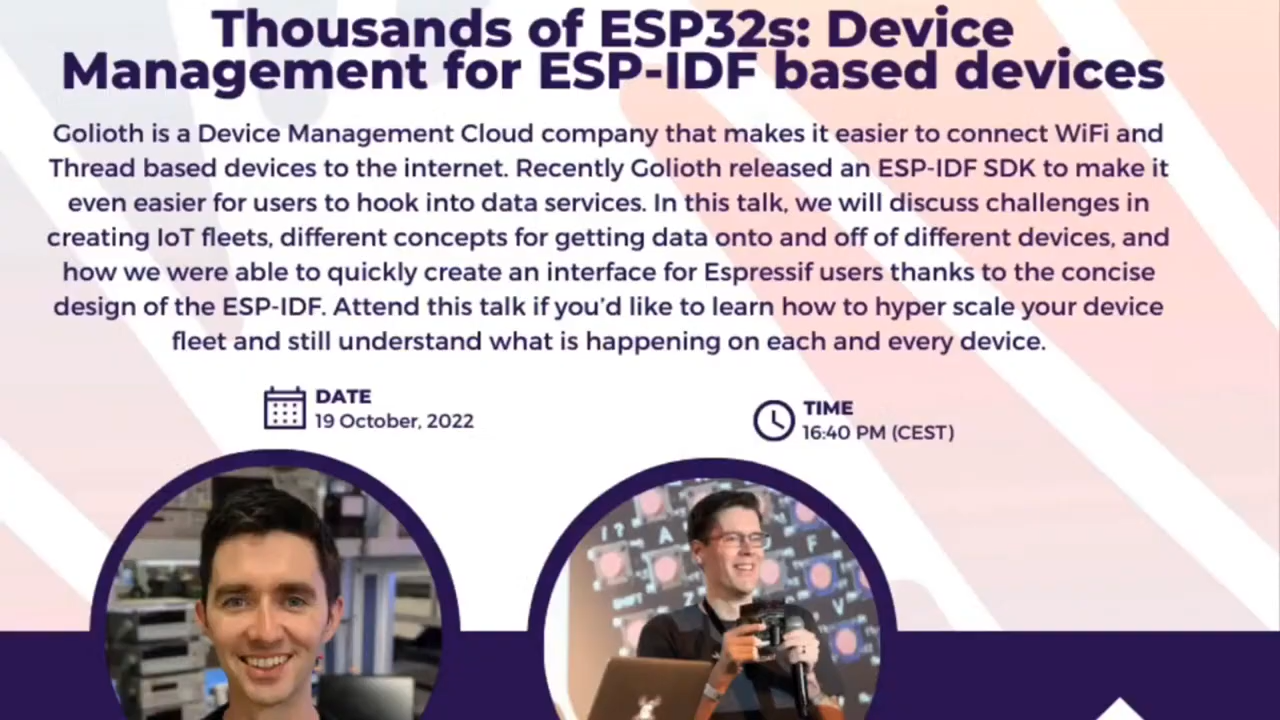 Thousands of ESP32s: Device
Management for ESP-IDF based devices
Golioth is a Device Management Cloud company that makes it easier to connect WiFi and
Thread based devices to the internet. Recently Golioth released an ESP-IDF SDK to make it
even easier for users to hook into data services. In this talk, we will discuss challenges in
creating IoT fleets, different concepts for getting data onto and off of different devices, and
how we were able to quickly create an interface for Espressif users thanks to the concise
design of the ESP-IDF. Attend this talk if you’d like to learn how to hyper scale your device
fleet and still understand what is happening on each and every device.
DATE
19 October, 2022
TIME
16:40 PM (CEST)
/ ?
A
F
SHIFT
V